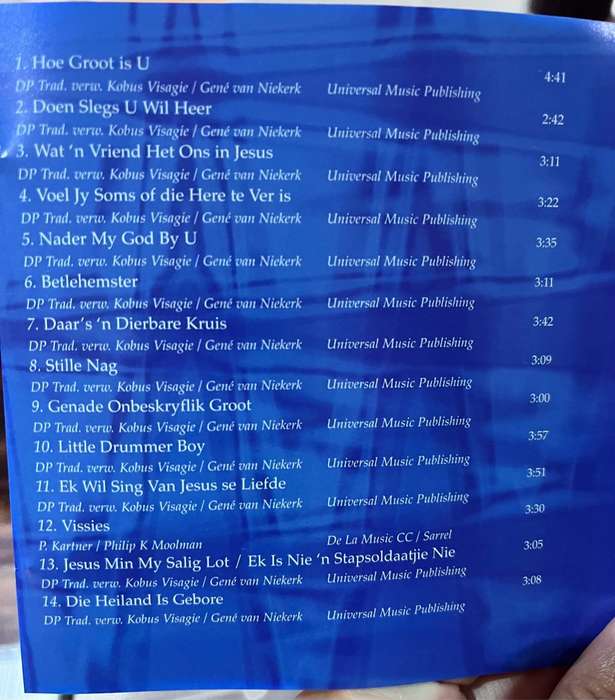 1. Hoe Groot is U 4:41
DP Trad. verw. Kobus Visagie / Gené van Niekerk Universal Music Publishing
2. Doen Slegs U Wil Heer 2:42
DP Trad. verw. Kobus Visagie / Gené van Niekerk Universal Music Publishing
3. Wat 'n Vriend Het Ons in Jesus 3:11
DP Trad. verw. Kobus Visagie / Gené van Niekerk Universal Music Publishing
4. Voel Jy Soms of die Here te Ver is 3:22
DP Trad. verw. Kobus Visagie / Gené van Niekerk Universal Music Publishing
5. Nader My God By U 3:35
DP Trad. verw. Kobus Visagie / Gené van Niekerk Universal Music Publishing
6. Betlehemster 3:11
DP Trad. verw. Kobus Visagie / Gené van Niekerk Universal Music Publishing
7. Daar's 'n Dierbare Kruis 3:42
DP Trad. verw. Kobus Visagie / Gené van Niekerk Universal Music Publishing
8. Stille Nag 3:09
DP Trad. verw. Kobus Visagie / Gené van Niekerk Universal Music Publishing
9. Genade Onbeskryflik Groot 3:00
DP Trad. verw. Kobus Visagie / Gené van Niekerk Universal Music Publishing
10. Little Drummer Boy 3:57
DP Trad. verw. Kobus Visagie / Gené van Niekerk Universal Music Publishing
11. Ek Wil Sing Van Jesus se Liefde 3:51
DP Trad. verw. Kobus Visagie / Gené van Niekerk Universal Music Publishing
12. Vissies 3:30
P. Kartner / Philip K Moolman De La Music CC / Sarrel
13. Jesus Min My Salig Lot / Ek Is Nie 'n Stapsoldaatjie Nie 3:05
DP Trad. verw. Kobus Visagie / Gené van Niekerk Universal Music Publishing
14. Die Heiland Is Gebore 3:08
DP Trad. verw. Kobus Visagie / Gené van Niekerk Universal Music Publishing